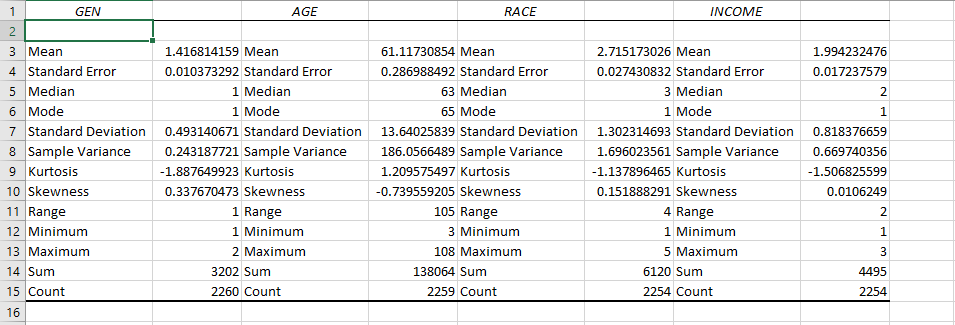 1 GEN AGE RACE INCOME
2
3 Mean 1.416814159 Mean 61.11730854 Mean 2.715173026 Mean 1.994232476
4 Standard Error 0.010373292 Standard Error 0.286988492 Standard Error 0.027430832 Standard Error 0.017237579
5 Median 1 Median 63 Median 3 Median 2
6 Mode 1 Mode 65 Mode 1 Mode 1
7 Standard Deviation 0.493140671 Standard Deviation 13.64025839 Standard Deviation 1.302314693 Standard Deviation 0.818376659
8 Sample Variance 0.243187721 Sample Variance 186.0566489 Sample Variance 1.696023561 Sample Variance 0.669740356
9 Kurtosis -1.887649923 Kurtosis 1.209575497 Kurtosis -1.137896465 Kurtosis -1.506825599
10 Skewness 0.337670473 Skewness -0.739559205 Skewness 0.151888291 Skewness 0.0106249
11 Range 1 Range 105 Range 4 Range 2
12 Minimum 1 Minimum 3 Minimum 1 Minimum 1
13 Maximum 2 Maximum 108 Maximum 5 Maximum 3
14 Sum 3202 Sum 138064 Sum 6120 Sum 4495
15 Count 2260 Count 2259 Count 2254 Count 2254
16